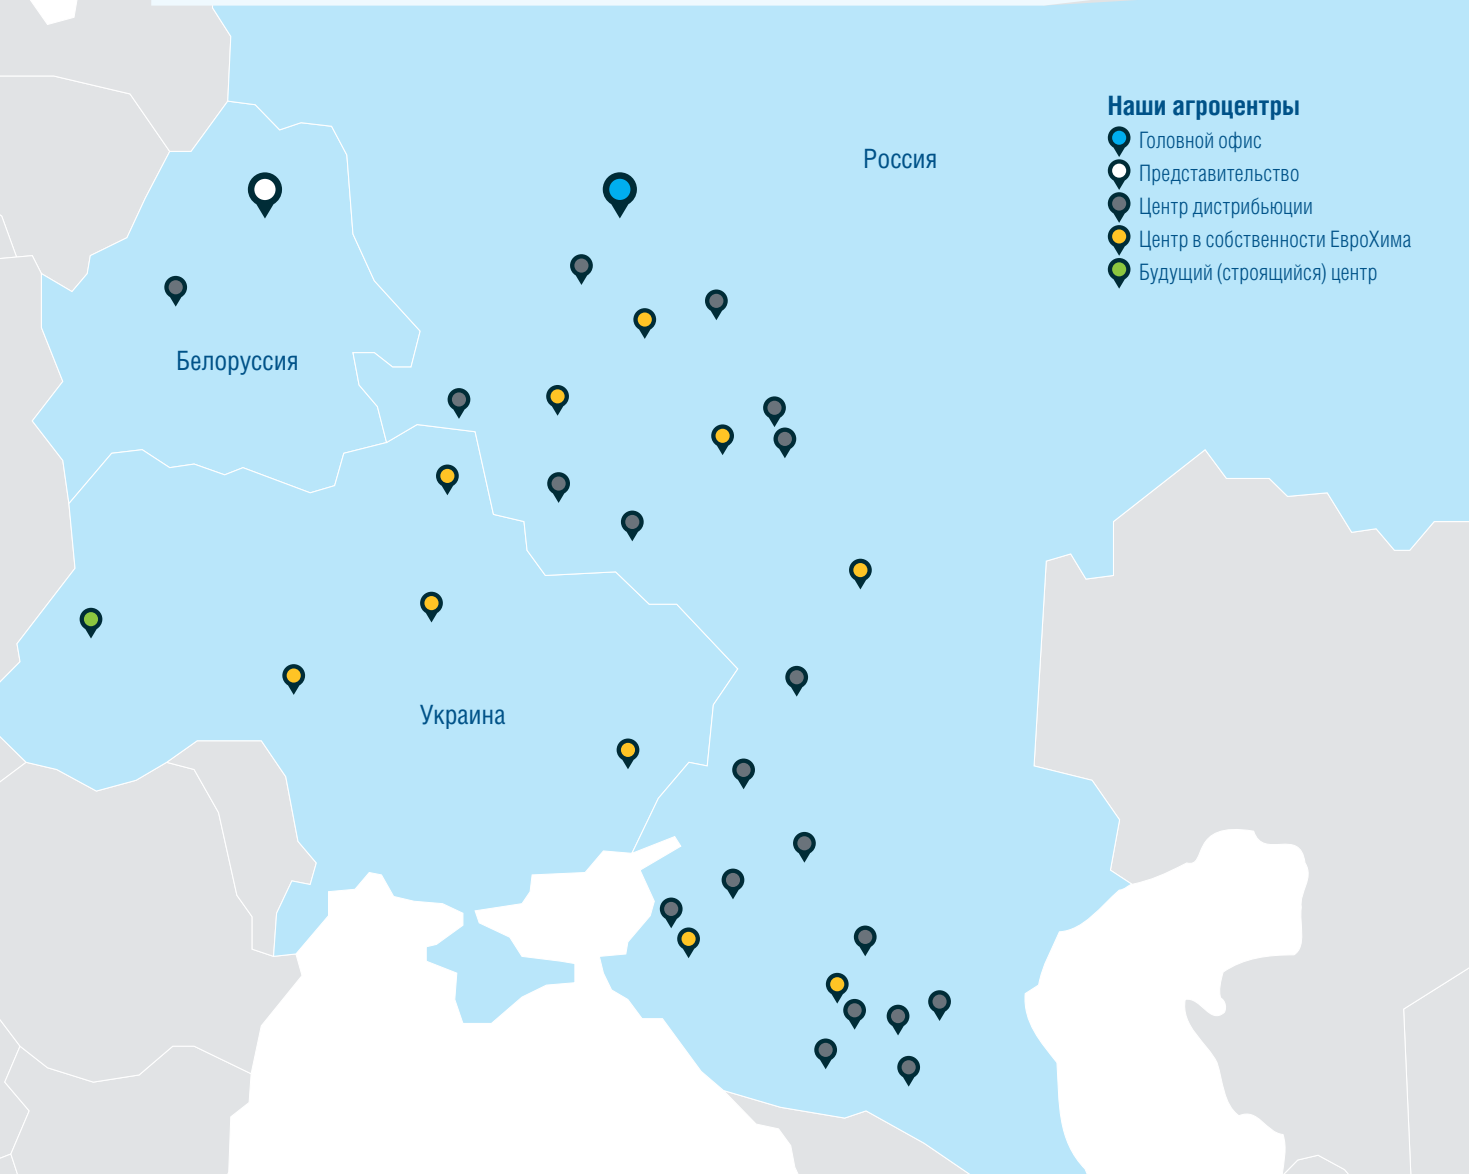 Россия
Наши агроцентры
Головной офис
Представительство
Центр дистрибьюции
Центр в собственности ЕвроХима
Будущий (строящийся) центр
Белоруссия
Украина